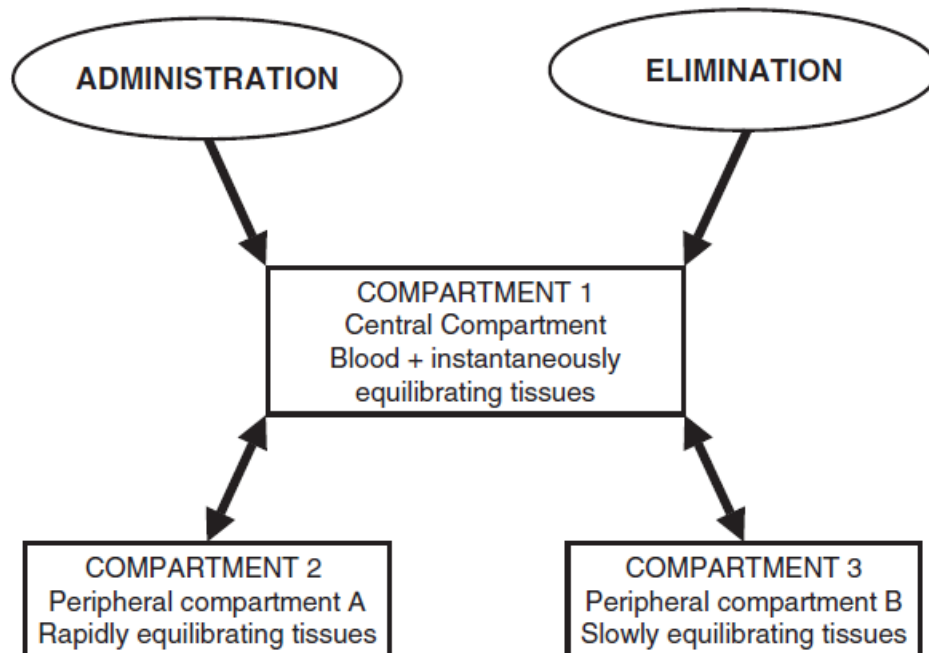 ADMINISTRATION
ELIMINATION
COMPARTMENT 1
Central Compartment
Blood + instantaneously
equilibrating tissues
COMPARTMENT 2
Peripheral compartment A
Rapidly equilibrating tissues
COMPARTMENT 3
Peripheral compartment B
Slowly equilibrating tissues